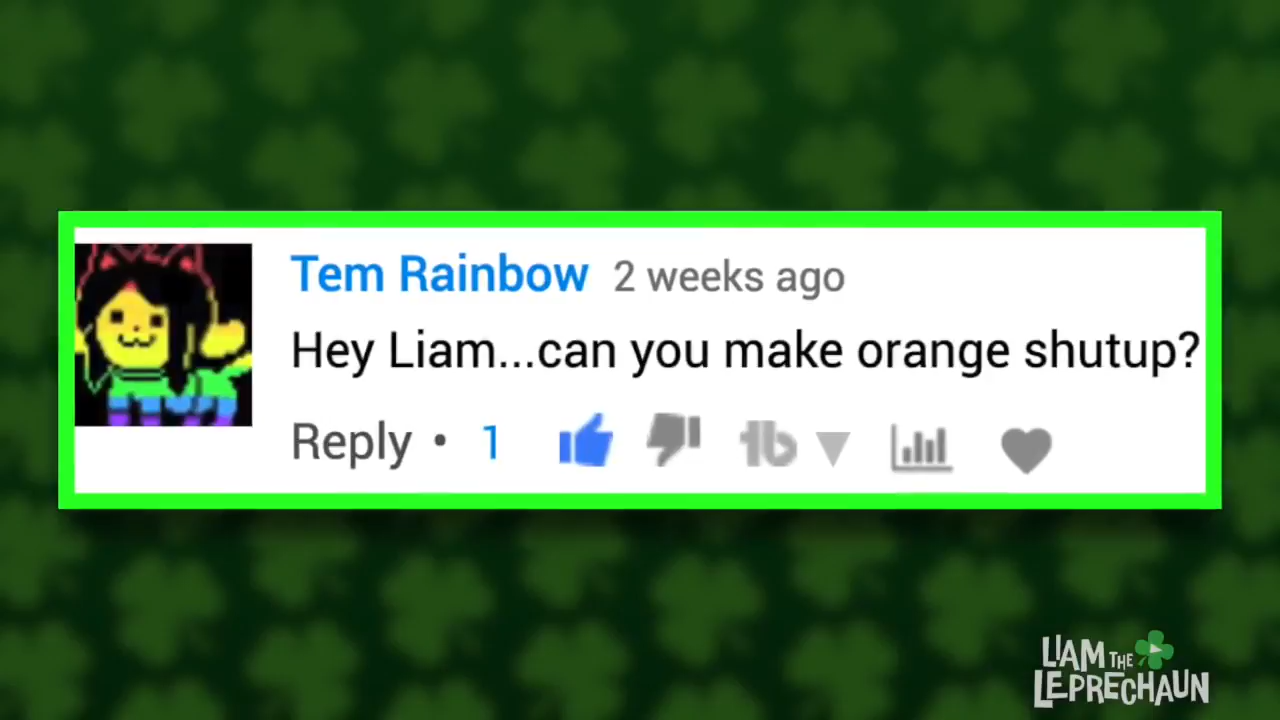 Tem Rainbow 2 weeks ago
Hey Liam...can you make orange shutup?
Reply • 1
LIAM THE
LEPRECHAUN